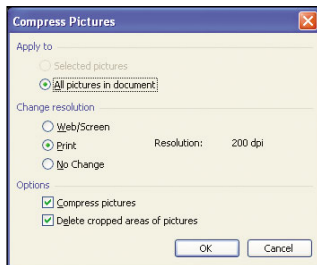 Compress Pictures
Apply to
Selected pictures
All pictures in document
Change resolution
Web/Screen
Print Resolution: 200 dpi
No Change
Options
Compress pictures
Delete cropped areas of pictures
OK Cancel